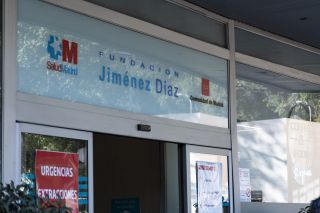 FUNDACIÓN
Jiménez Díaz
SaludMadrid
Comunidad de Madrid
URGENCIAS
EXTRACCIONES